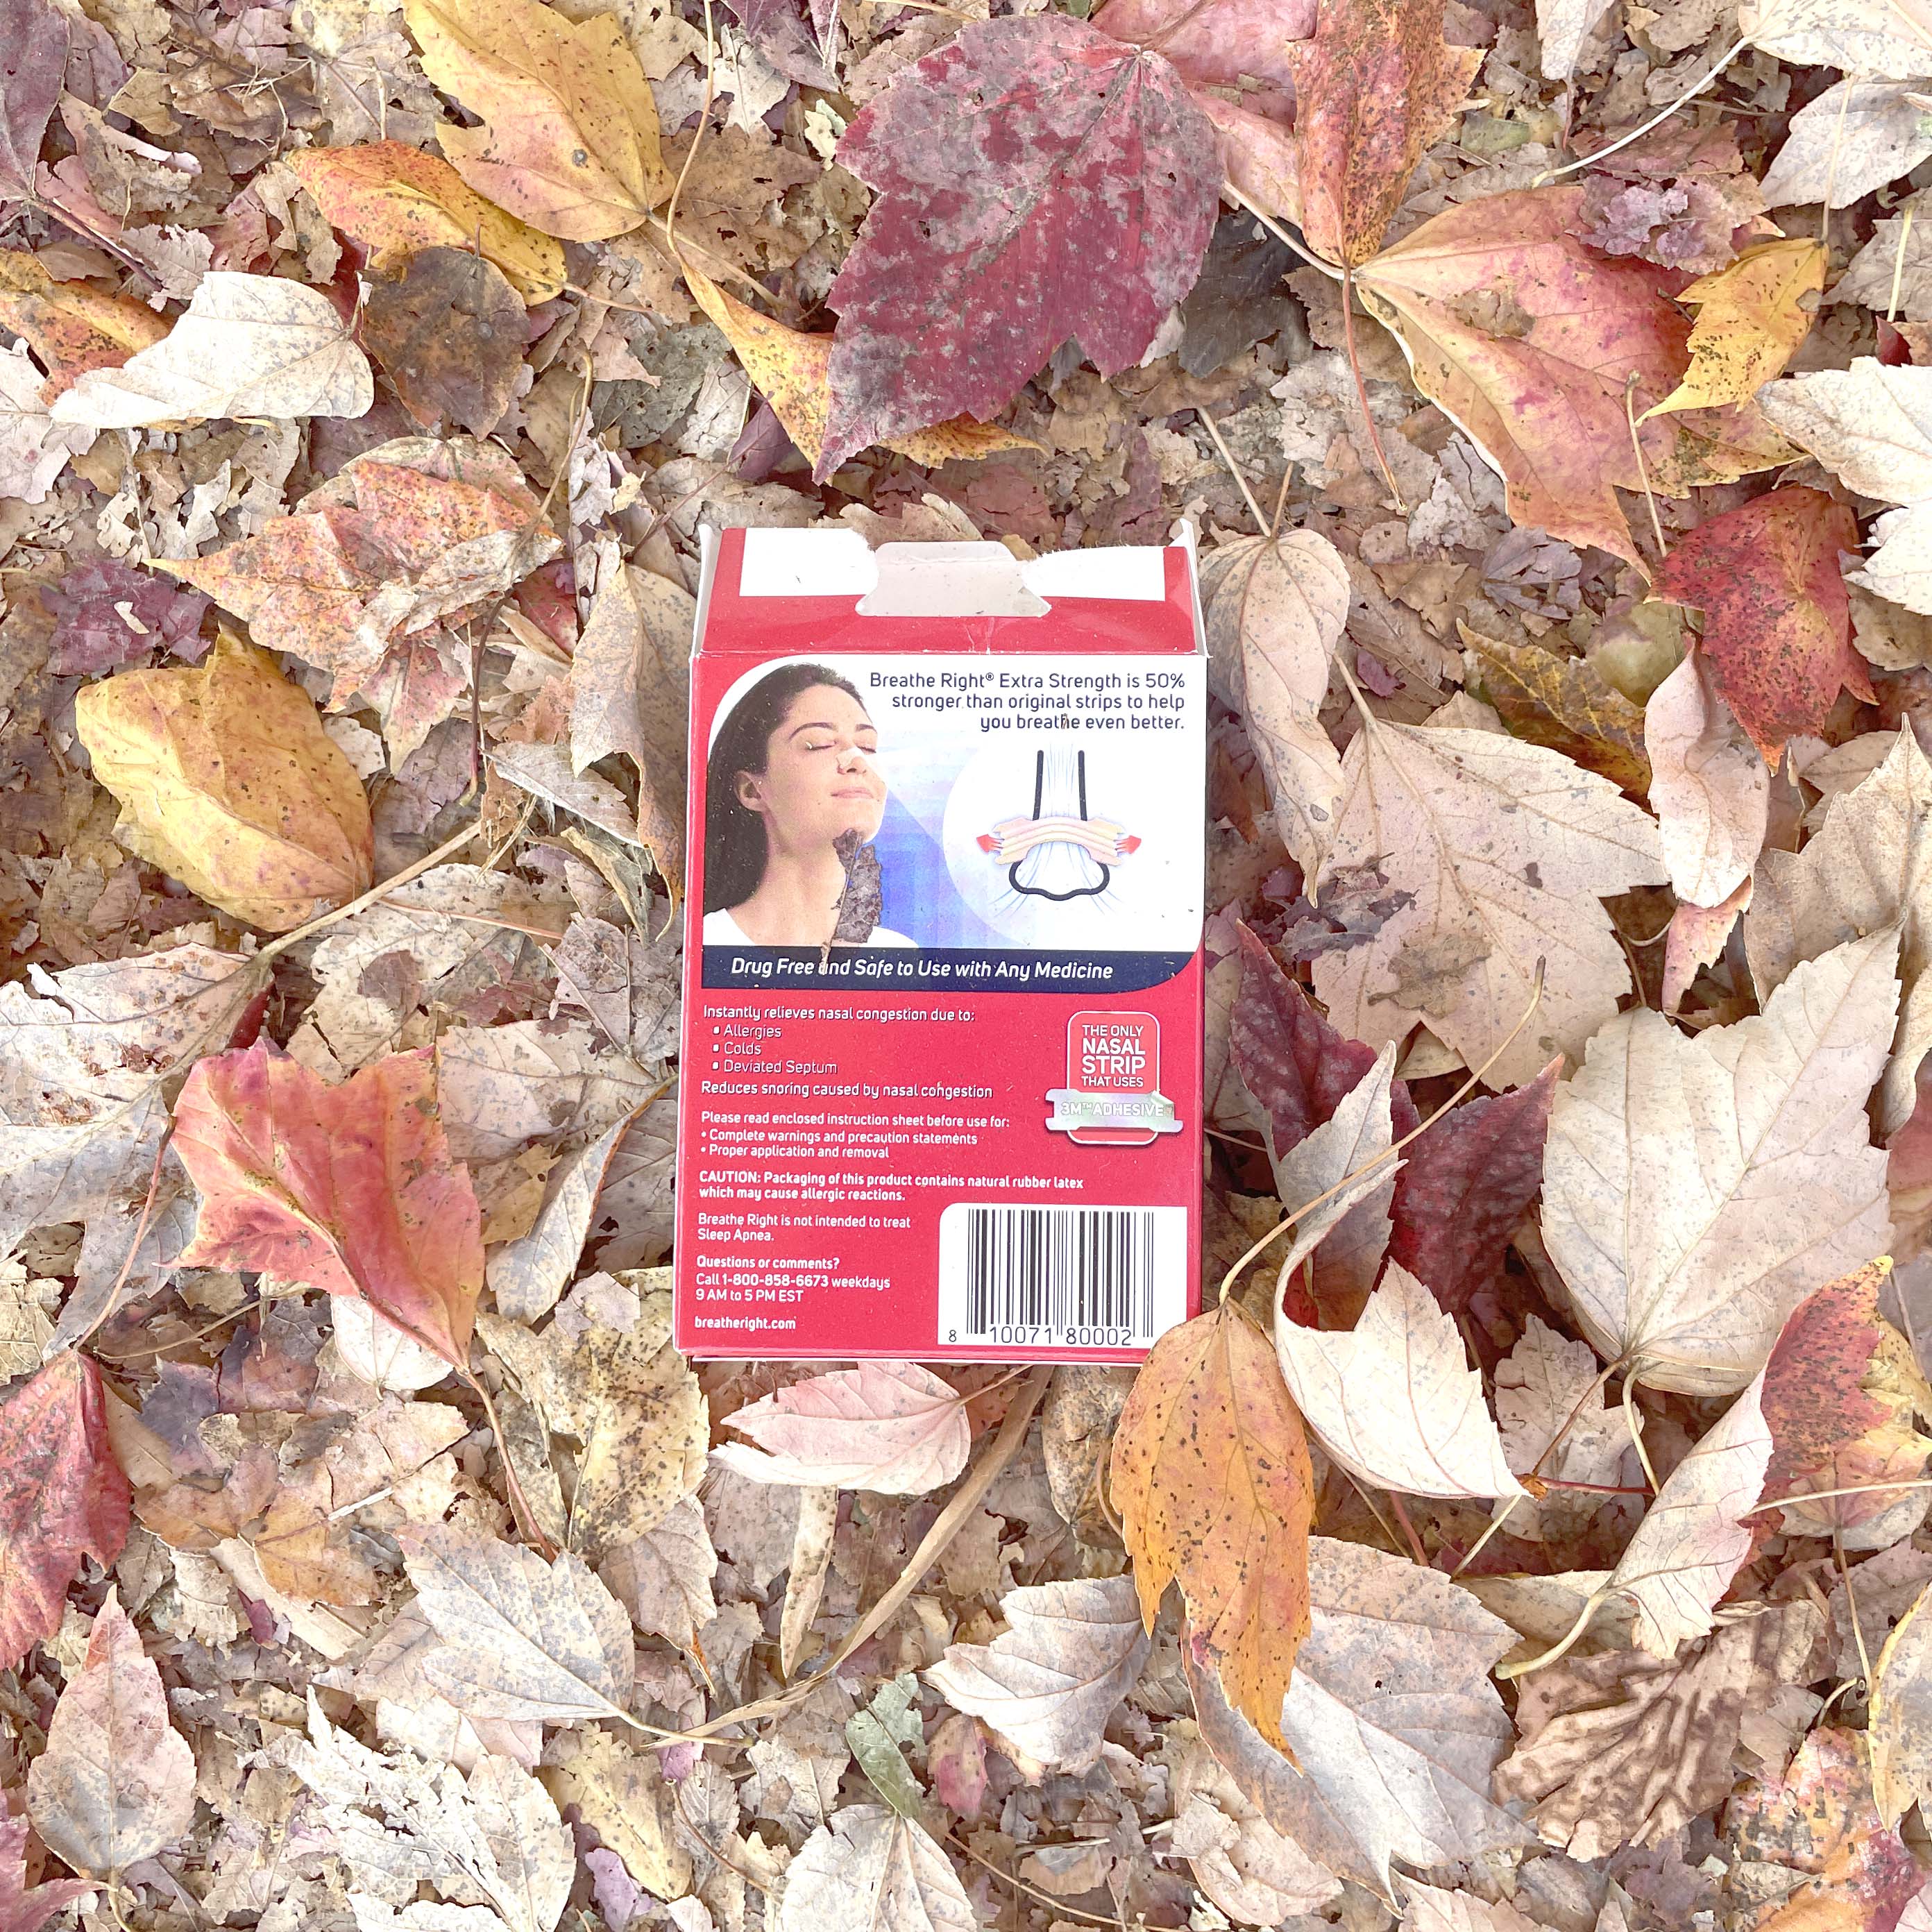 Breathe Right® Extra Strength is 50%
stronger than original strips to help
you breathe even better.
Drug Free and Safe to Use with Any Medicine
Instantly relieves nasal congestion due to:
▪ Allergies
▪ Colds
▪ Deviated Septum
Reduces snoring caused by nasal congestion
THE ONLY
NASAL
STRIP
THAT USES
3M™ ADHESIVE
Please read enclosed instruction sheet before use for:
• Complete warnings and precaution statements
• Proper application and removal
CAUTION: Packaging of this product contains natural rubber latex
which may cause allergic reactions.
Breathe Right is not intended to treat
Sleep Apnea.
Questions or comments?
Call 1-800-858-6673 weekdays
9 AM to 5 PM EST
breatheright.com
8 10071 80002